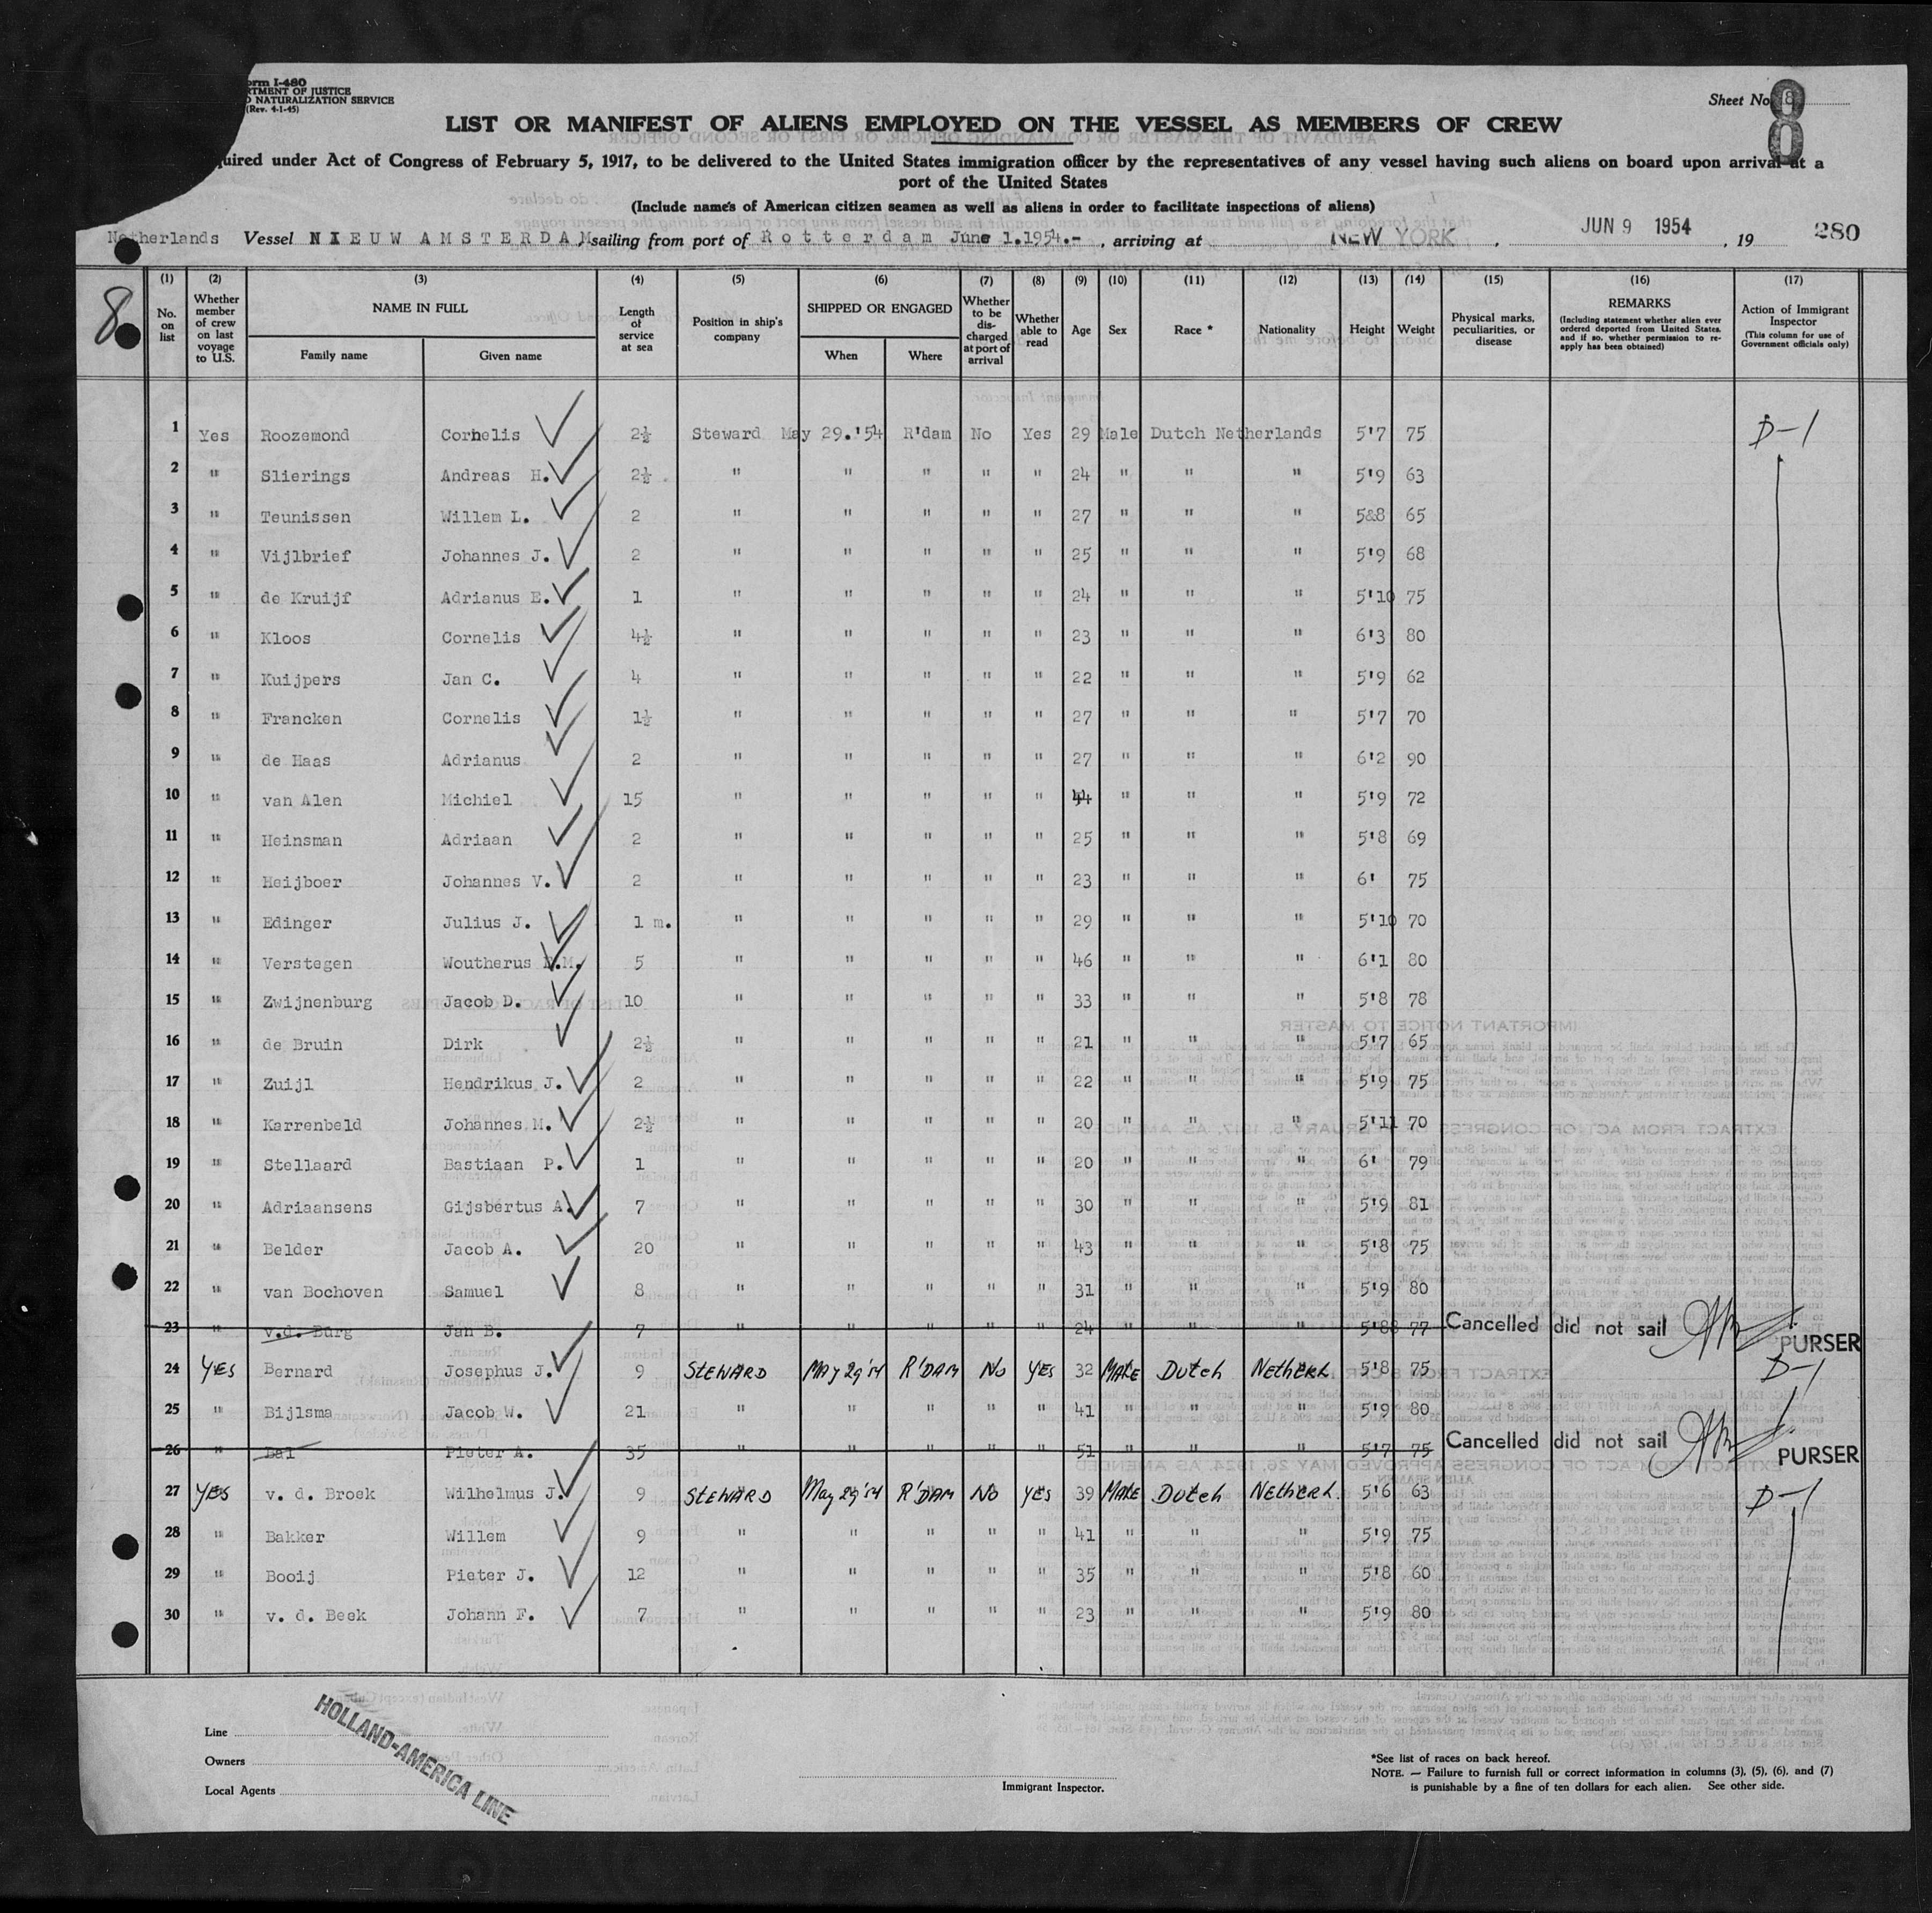 orm I-480
RTMENT OF JUSTICE
D NATURALIZATION SERVICE
(Rev. 4-1-45)
Sheet No. 8
LIST OR MANIFEST OF ALIENS EMPLOYED ON THE VESSEL AS MEMBERS OF CREW
quired under Act of Congress of February 5, 1917, to be delivered to the United States immigration officer by the representatives of any vessel having such aliens on board upon arrival at a
port of the United States
(Include names of American citizen seamen as well as aliens in order to facilitate inspections of aliens)
Netherlands Vessel NIEUW AMSTERDAM sailing from port of Rotterdam June 1.1954.- , arriving at NEW YORK , JUN 9 1954 , 19 280
8
(1) (2) (3) (4) (5) (6) (7) (8) (9) (10) (11) (12) (13) (14) (15) (16) (17)
No. on list Whether member of crew on last voyage to U.S. NAME IN FULL Family name Given name Length of service at sea Position in ship's company SHIPPED OR ENGAGED When Where Whether to be discharged at port of arrival Whether able to read Age Sex Race * Nationality Height Weight Physical marks, peculiarities, or disease REMARKS (Including statement whether alien ever ordered deported from United States, and if so, whether permission to re-apply has been obtained) Action of Immigrant Inspector (This column for use of Government officials only)
1 Yes Roozemond Cornelis 2½ Steward May 29.'54 R'dam No Yes 29 Male Dutch Netherlands 5'7 75 D-1
2 " Slierings Andreas H. 2½ " " " " " 24 " " " 5'9 63
3 " Teunissen Willem L. 2 " " " " " 27 " " " 5&8 65
4 " Vijlbrief Johannes J. 2 " " " " " 25 " " " 5'9 68
5 " de Kruijf Adrianus E. 1 " " " " " 24 " " " 5'10 75
6 " Kloos Cornelis 4½ " " " " " 23 " " " 6'3 80
7 " Kuijpers Jan C. 4 " " " " " 22 " " " 5'9 62
8 " Francken Cornelis 1½ " " " " " 27 " " " 5'7 70
9 " de Haas Adrianus 2 " " " " " 27 " " " 6'2 90
10 " van Alen Michiel 15 " " " " " 44 " " " 5'9 72
11 " Heinsman Adriaan 2 " " " " " 25 " " " 5'8 69
12 " Heijboer Johannes V. 2 " " " " " 23 " " " 6' 75
13 " Edinger Julius J. 1 m. " " " " " 29 " " " 5'10 70
14 " Verstegen Woutherus M. 5 " " " " " 46 " " " 6'1 80
15 " Zwijnenburg Jacob D. 10 " " " " " 33 " " " 5'8 78
16 " de Bruin Dirk 2½ " " " " " 21 " " " 5'7 65
17 " Zuijl Hendrikus J. 2 " " " " " 22 " " " 5'9 75
18 " Karrenbeld Johannes M. 2½ " " " " " 20 " " " 5'11 70
19 " Stellaard Bastiaan P. 1 " " " " " 20 " " " 6' 79
20 " Adriaansens Gijsbertus A. 7 " " " " " 30 " " " 5'9 81
21 " Belder Jacob A. 20 " " " " " 43 " " " 5'8 75
22 " van Bochoven Samuel 8 " " " " " 31 " " " 5'9 80
23 " v.d. Burg Jan B. 7 " " " " " 24 " " " 5'8 77 Cancelled did not sail PURSER
24 YES Bernard Josephus J. 9 STEWARD MAY 29'54 R'DAM No YES 32 MALE Dutch NETHERL. 5'8 75 D-1
25 " Bijlsma Jacob W. 21 " " " " " 41 " " " 5'9 80
26 " Bal Pieter A. 35 " " " " " 51 " " " 5'7 75 Cancelled did not sail PURSER
27 YES v. d. Broek Wilhelmus J. 9 STEWARD May 29'54 R'DAM No YES 39 MALE Dutch NETHERL. 5'6 63 D-1
28 " Bakker Willem 9 " " " " " 41 " " " 5'9 75
29 " Booij Pieter J. 12 " " " " " 35 " " " 5'8 60
30 " v. d. Beek Johann F. 7 " " " " " 23 " " " 5'9 80
Line
Owners
Local Agents
HOLLAND-AMERICA LINE
Immigrant Inspector.
*See list of races on back hereof.
NOTE. — Failure to furnish full or correct information in columns (3), (5), (6), and (7)
is punishable by a fine of ten dollars for each alien. See other side.